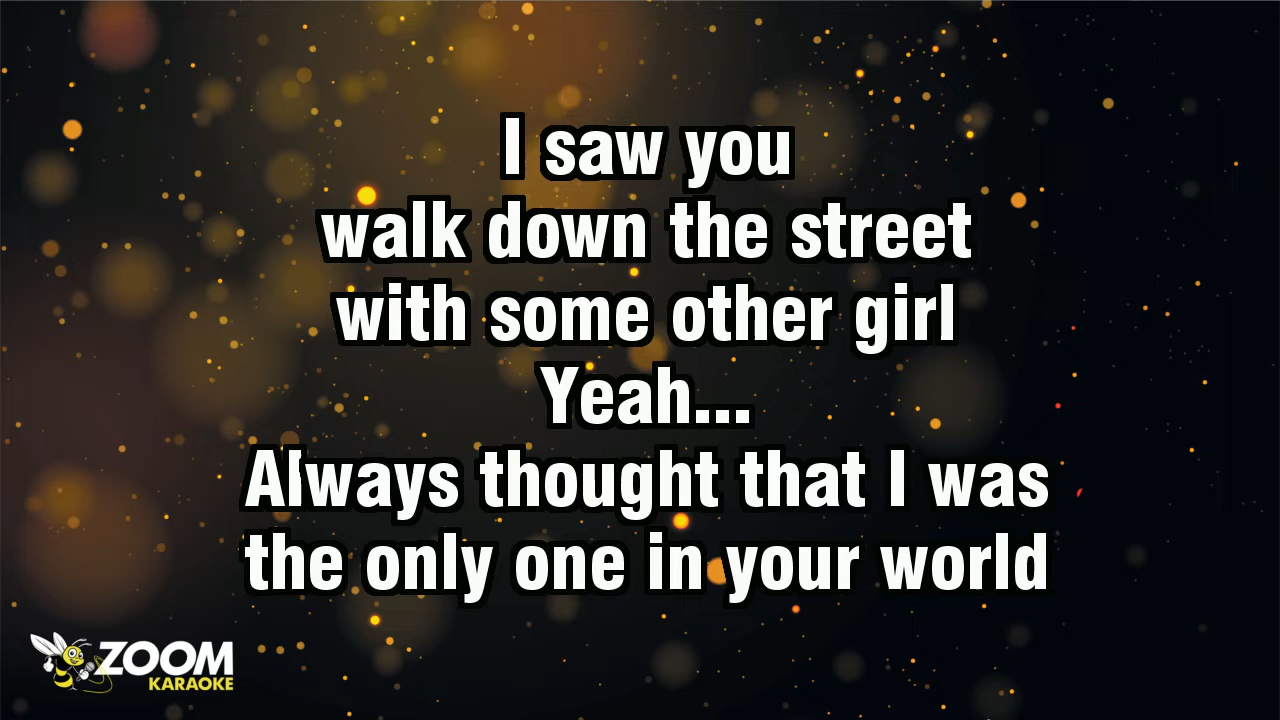 I saw you
walk down the street
with some other girl
Yeah...
Always thought that I was
the only one in your world
ZOOM
KARAOKE